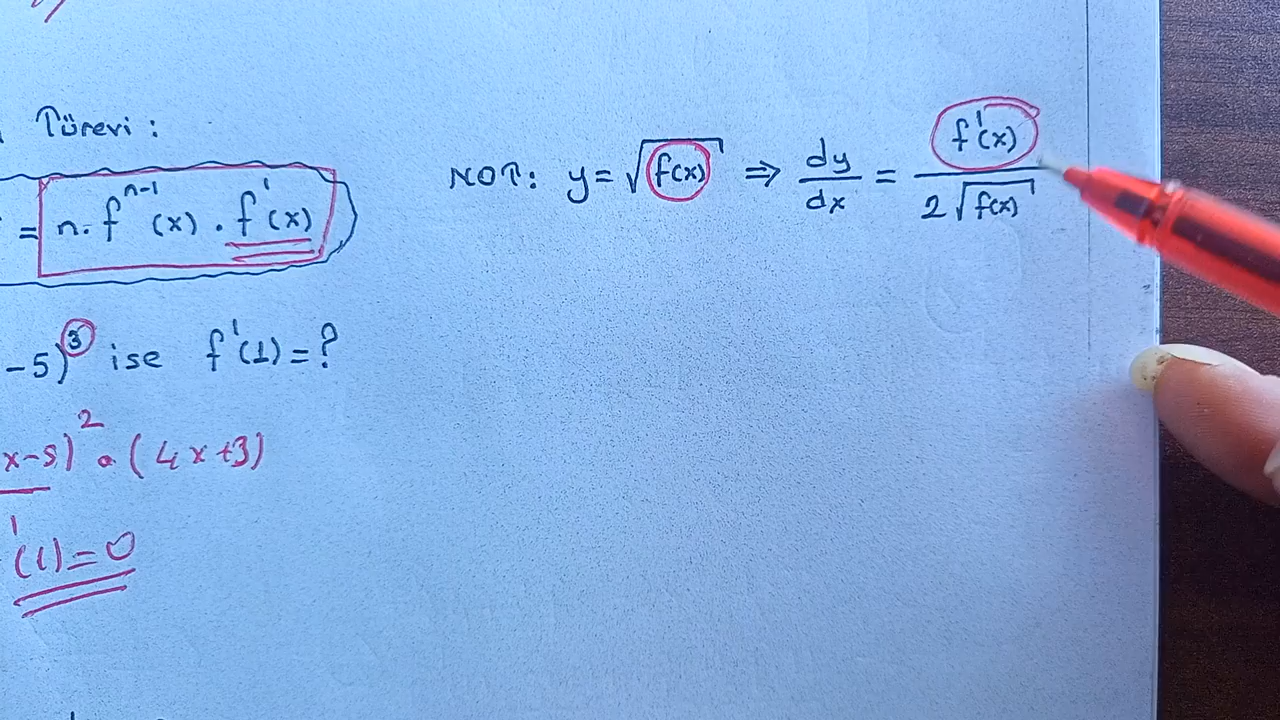 Türevi :
= n. f^{n-1}(x) . f'(x)
NOT: y = √f(x) ⇒ dy/dx = f'(x) / 2√f(x)
-5)^3 ise f'(1) = ?
x-5)^2 . (4x+3)
'(1) = 0